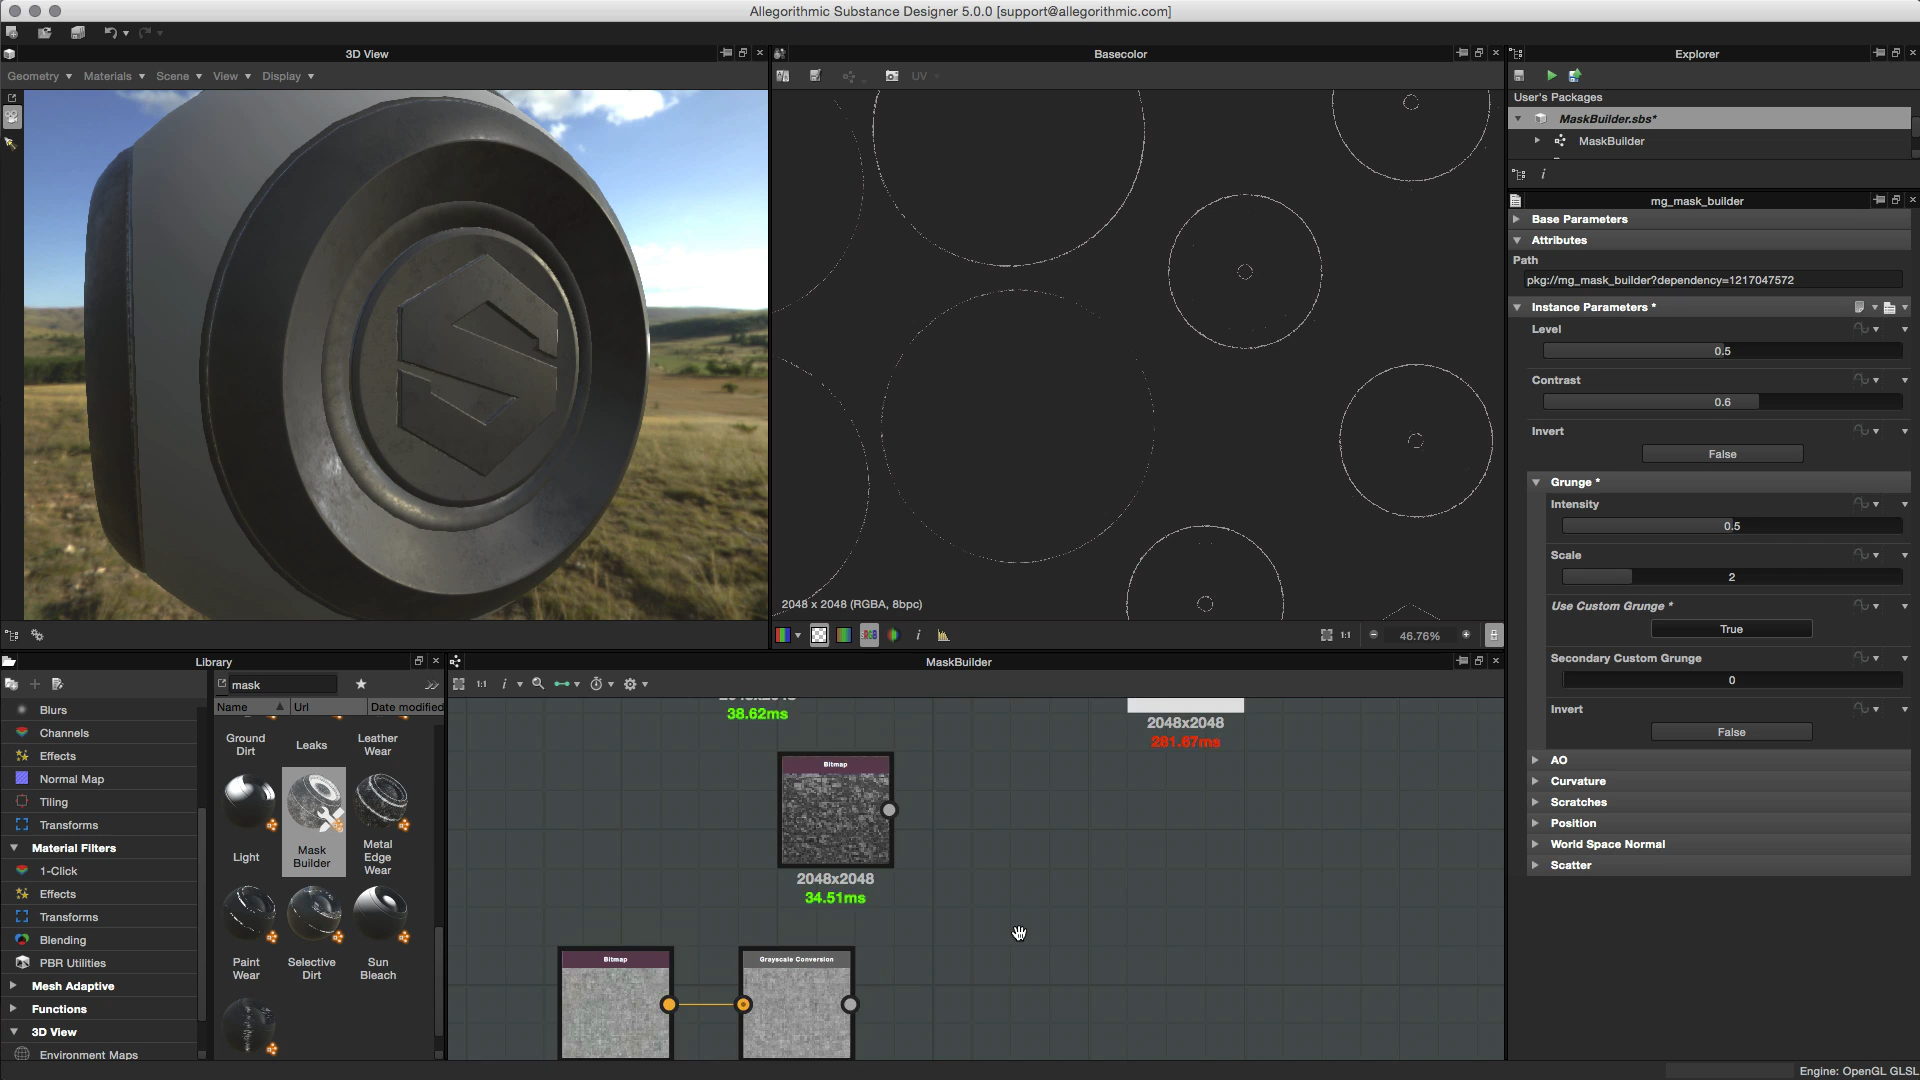 Allegorithmic Substance Designer 5.0.0 [support@allegorithmic.com]
3D View
Geometry Materials Scene View Display
Basecolor
UV
2048 x 2048 (RGBA, 8bpc)
1:1
46.76%
Explorer
User's Packages
MaskBuilder.sbs*
MaskBuilder
mg_mask_builder
Base Parameters
Attributes
Path
pkg://mg_mask_builder?dependency=1217047572
Instance Parameters *
Level
0.5
Contrast
0.6
Invert
False
Grunge *
Intensity
0.5
Scale
2
Use Custom Grunge *
True
Secondary Custom Grunge
0
Invert
False
AO
Curvature
Scratches
Position
World Space Normal
Scatter
Library
mask
Name Url Date modified
Blurs
Channels
Effects
Normal Map
Tiling
Transforms
Material Filters
1-Click
Effects
Transforms
Blending
PBR Utilities
Mesh Adaptive
Functions
3D View
Environment Maps
Ground Dirt
Leaks
Leather Wear
Light
Mask Builder
Metal Edge Wear
Paint Wear
Selective Dirt
Sun Bleach
MaskBuilder
1:1
38.62ms
2048x2048
281.67ms
Bitmap
2048x2048
34.51ms
Bitmap
Grayscale Conversion
Engine: OpenGL GLSL